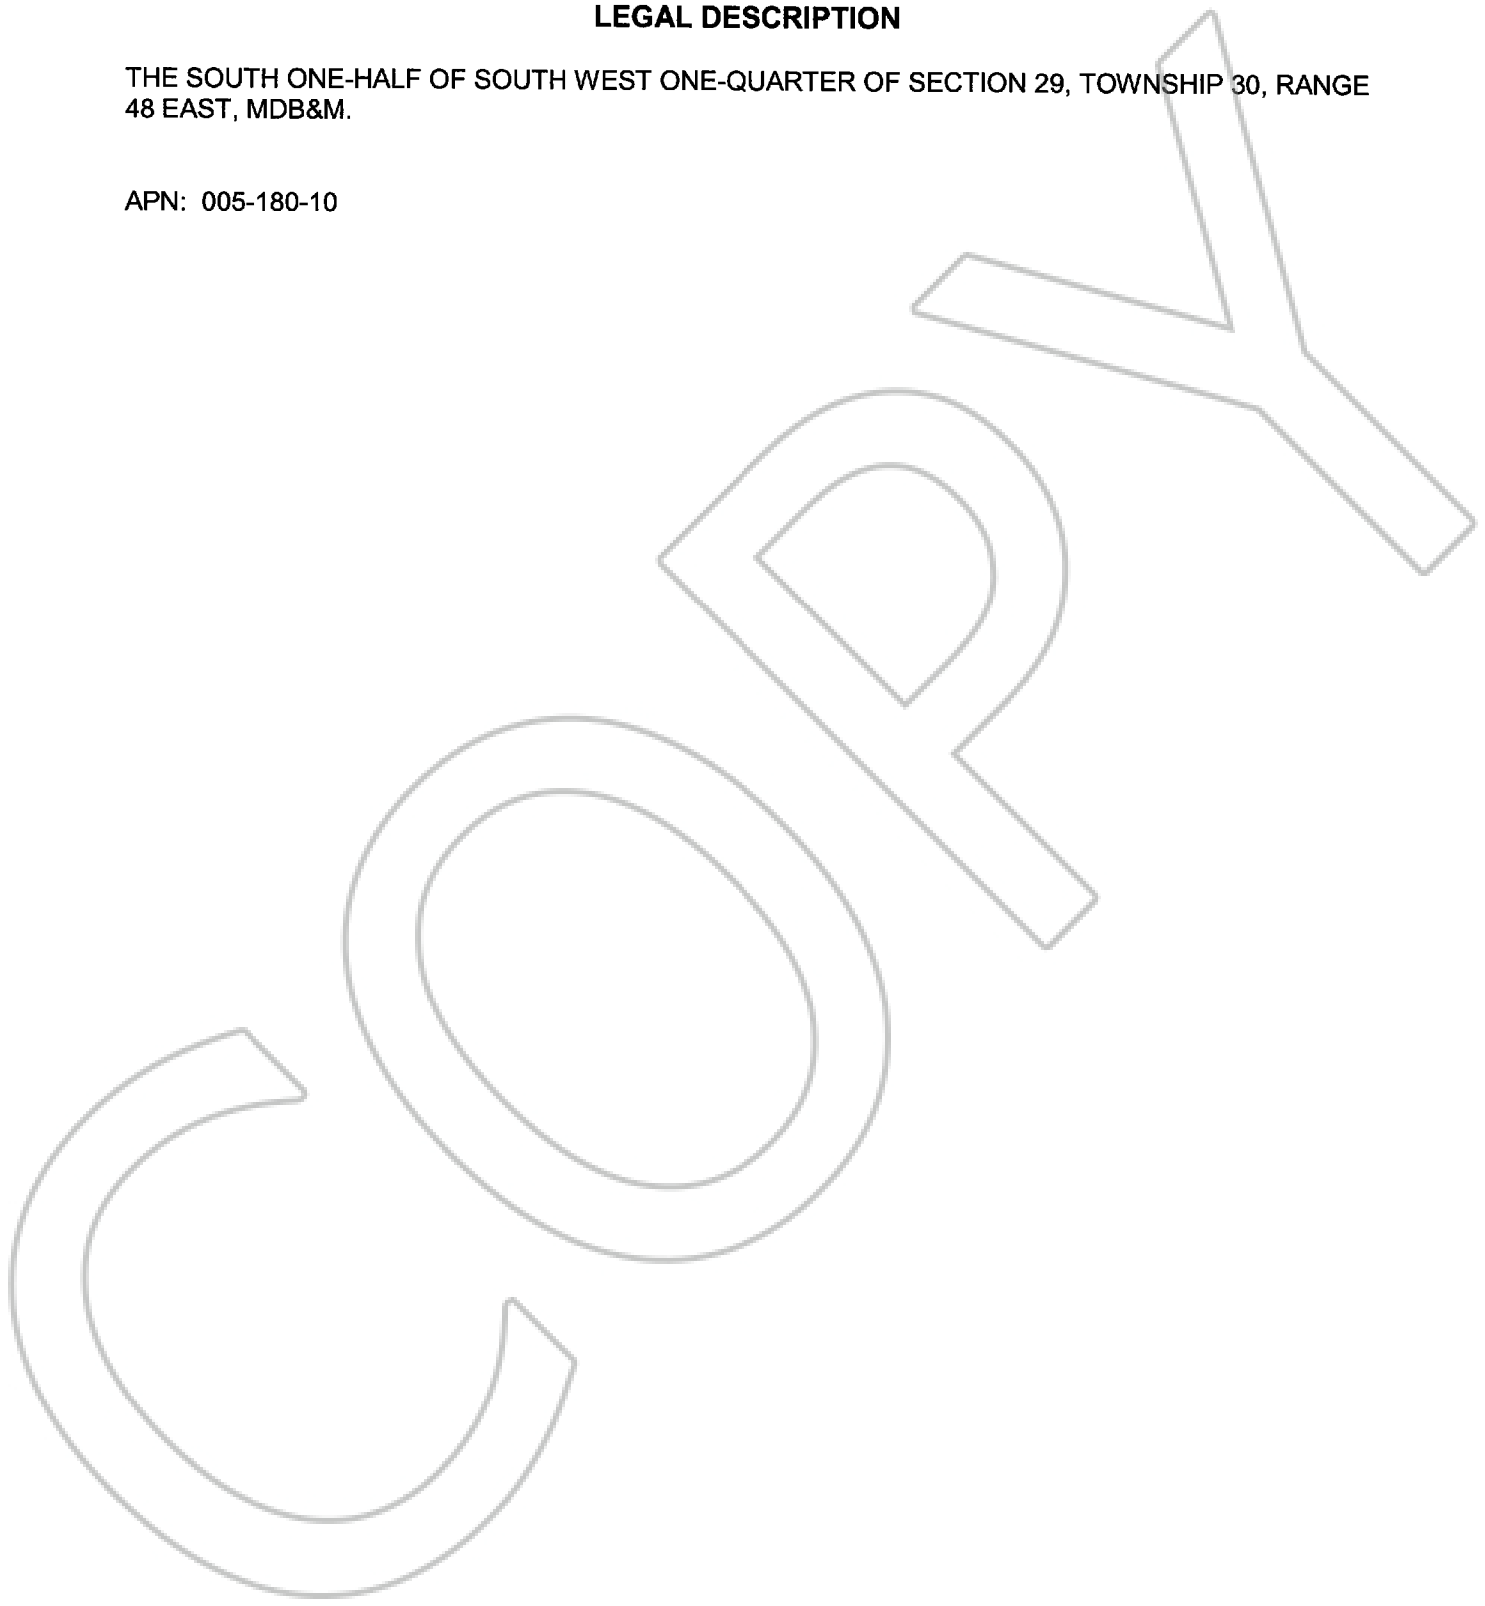 LEGAL DESCRIPTION
THE SOUTH ONE-HALF OF SOUTH WEST ONE-QUARTER OF SECTION 29, TOWNSHIP 30, RANGE
48 EAST, MDB&M.
APN: 005-180-10
COPY